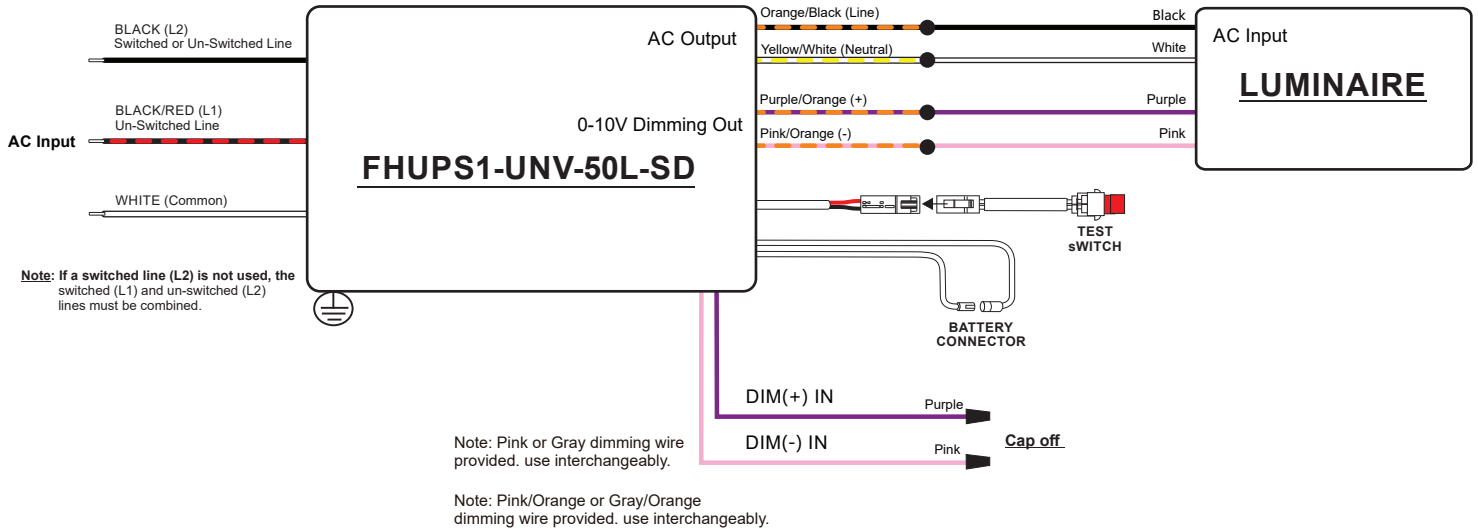 BLACK (L2)
Switched or Un-Switched Line
BLACK/RED (L1)
Un-Switched Line
AC Input
WHITE (Common)
Note: If a switched line (L2) is not used, the
switched (L1) and un-switched (L2)
lines must be combined.
AC Output
0-10V Dimming Out
FHUPS1-UNV-50L-SD
Orange/Black (Line)
Yellow/White (Neutral)
Purple/Orange (+)
Pink/Orange (-)
Black
White
Purple
Pink
AC Input
LUMINAIRE
TEST
sWITCH
BATTERY
CONNECTOR
DIM(+) IN
Purple
DIM(-) IN
Pink
Cap off
Note: Pink or Gray dimming wire
provided. use interchangeably.
Note: Pink/Orange or Gray/Orange
dimming wire provided. use interchangeably.